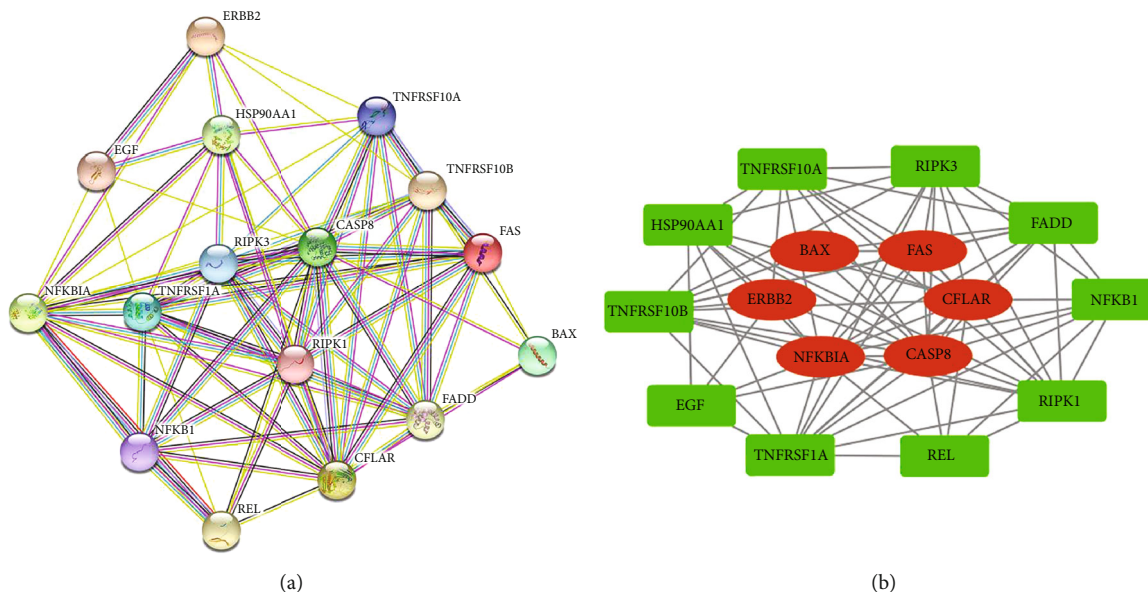 ERBB2
TNFRSF10A
HSP90AA1
EGF
TNFRSF10B
CASP8
FAS
RIPK3
NFKBIA
TNFRSF1A
BAX
RIPK1
FADD
NFKB1
CFLAR
REL
(a)
TNFRSF10A
RIPK3
HSP90AA1
FADD
BAX
FAS
ERBB2
CFLAR
TNFRSF10B
NFKB1
NFKBIA
CASP8
EGF
RIPK1
TNFRSF1A
REL
(b)